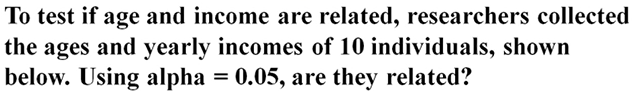 To test if age and income are related, researchers collected
the ages and yearly incomes of 10 individuals, shown
below. Using alpha = 0.05, are they related?